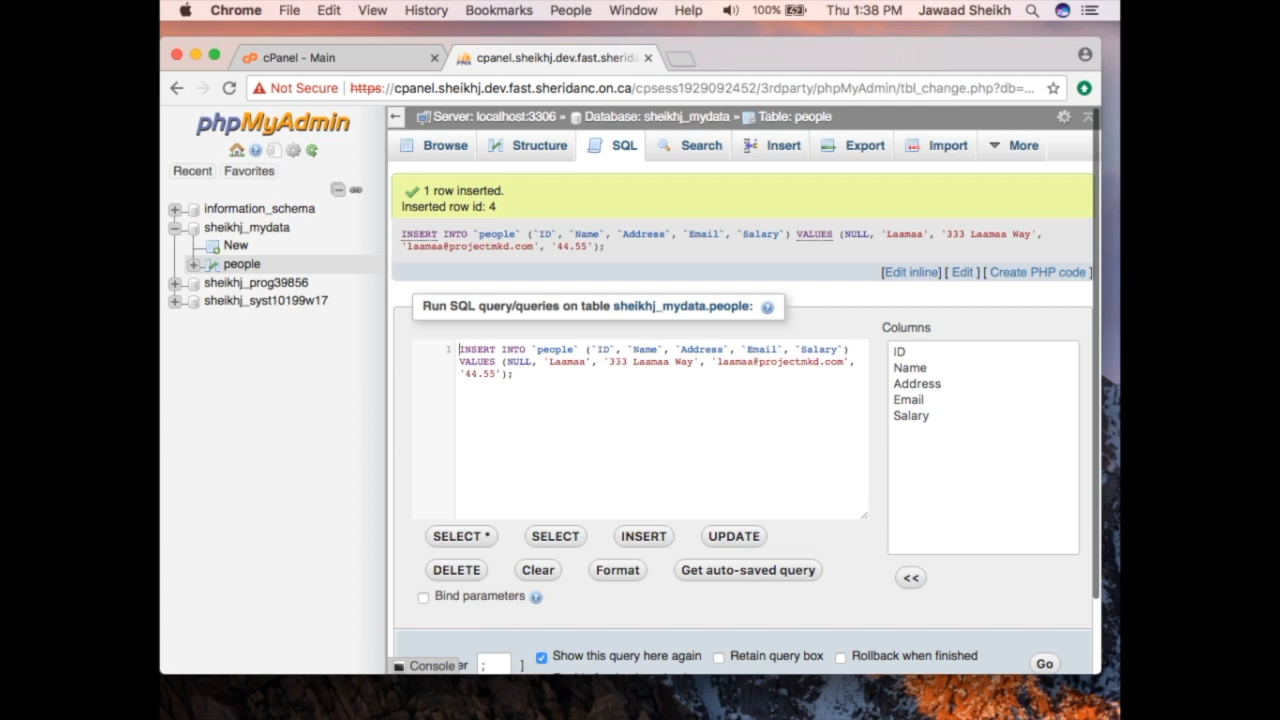 Chrome File Edit View History Bookmarks People Window Help 100% Thu 1:38 PM Jawaad Sheikh
cPanel - Main
cpanel.sheikhj.dev.fast.sherida
Not Secure https://cpanel.sheikhj.dev.fast.sheridanc.on.ca/cpsess1929092452/3rdparty/phpMyAdmin/tbl_change.php?db=...
phpMyAdmin
Recent Favorites
information_schema
sheikhj_mydata
New
people
sheikhj_prog39856
sheikhj_syst10199w17
Server: localhost:3306 » Database: sheikhj_mydata » Table: people
Browse Structure SQL Search Insert Export Import More
1 row inserted.
Inserted row id: 4
INSERT INTO `people` (`ID`, `Name`, `Address`, `Email`, `Salary`) VALUES (NULL, 'Laamaa', '333 Laamaa Way',
'laamaa@projectmkd.com', '44.55');
[Edit inline] [ Edit ] [ Create PHP code ]
Run SQL query/queries on table sheikhj_mydata.people:
1 INSERT INTO `people` (`ID`, `Name`, `Address`, `Email`, `Salary`)
VALUES (NULL, 'Laamaa', '333 Laamaa Way', 'laamaa@projectmkd.com',
'44.55');
Columns
ID
Name
Address
Email
Salary
SELECT * SELECT INSERT UPDATE
DELETE Clear Format Get auto-saved query
<<
Bind parameters
Console er ; ] Show this query here again Retain query box Rollback when finished
Go